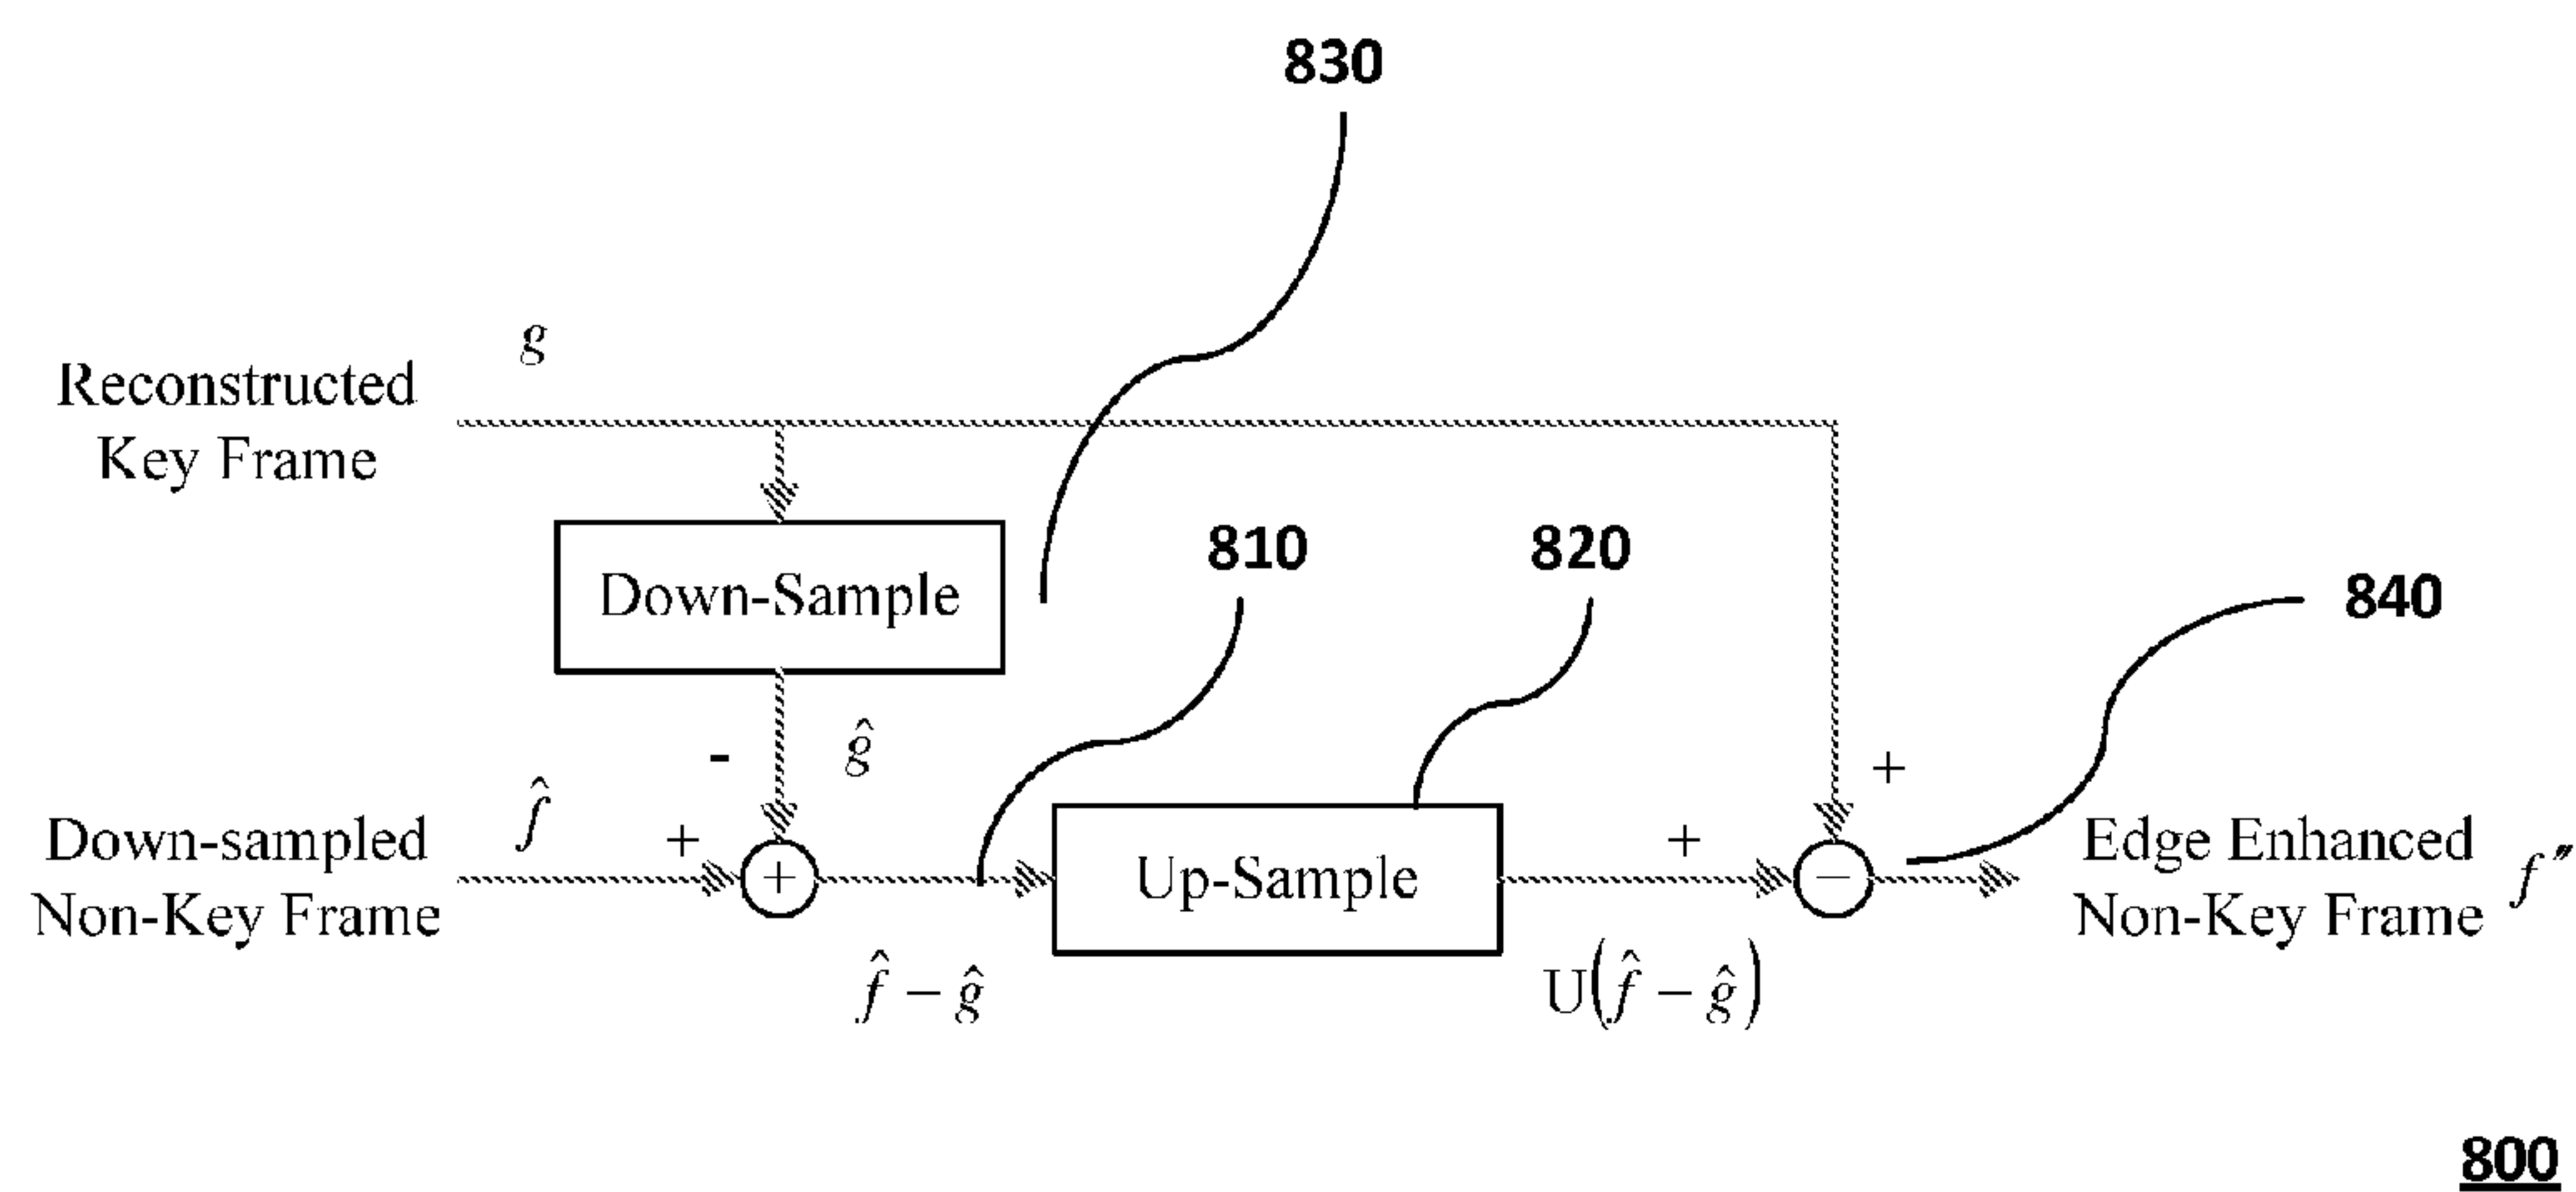 830
g
Reconstructed
Key Frame
Down-Sample
810
820
840
-
ĝ
+
f̂
+
+
Down-sampled
Non-Key Frame
+
Up-Sample
−
Edge Enhanced
Non-Key Frame
f″
f̂ − ĝ
U(f̂ − ĝ)
800